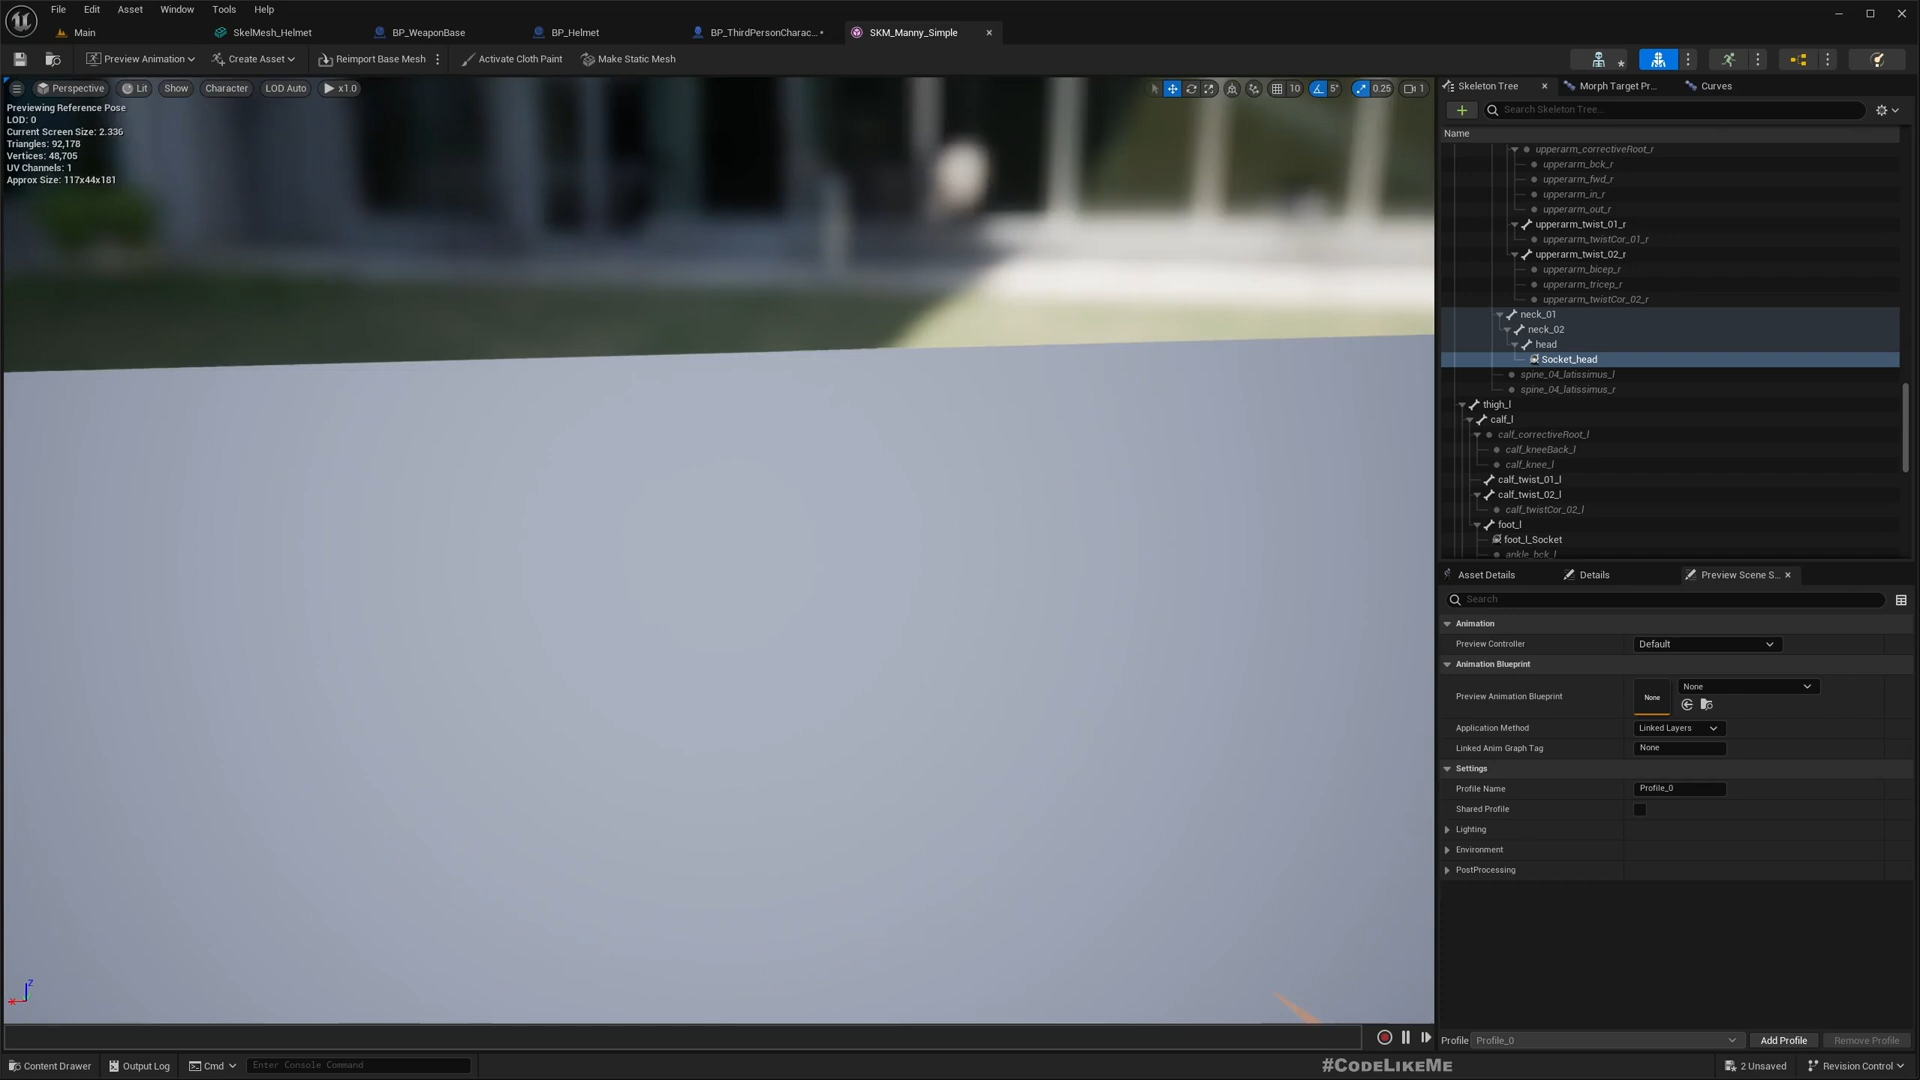 File Edit Asset Window Tools Help
Main SkelMesh_Helmet BP_WeaponBase BP_Helmet BP_ThirdPersonCharac...• SKM_Manny_Simple
Preview Animation Create Asset Reimport Base Mesh Activate Cloth Paint Make Static Mesh
Perspective Lit Show Character LOD Auto x1.0 10 5° 0.25 1
Previewing Reference Pose
LOD: 0
Current Screen Size: 2.336
Triangles: 92,178
Vertices: 48,705
UV Channels: 1
Approx Size: 117x44x181
Skeleton Tree Morph Target Pr... Curves
Search Skeleton Tree...
Name
upperarm_correctiveRoot_r
upperarm_bck_r
upperarm_fwd_r
upperarm_in_r
upperarm_out_r
upperarm_twist_01_r
upperarm_twistCor_01_r
upperarm_twist_02_r
upperarm_bicep_r
upperarm_tricep_r
upperarm_twistCor_02_r
neck_01
neck_02
head
Socket_head
spine_04_latissimus_l
spine_04_latissimus_r
thigh_l
calf_l
calf_correctiveRoot_l
calf_kneeBack_l
calf_knee_l
calf_twist_01_l
calf_twist_02_l
calf_twistCor_02_l
foot_l
foot_l_Socket
ankle_bck_l
Asset Details Details Preview Scene S...
Search
Animation
Preview Controller Default
Animation Blueprint
Preview Animation Blueprint None None
Application Method Linked Layers
Linked Anim Graph Tag None
Settings
Profile Name Profile_0
Shared Profile
Lighting
Environment
PostProcessing
z
x
Profile Profile_0 Add Profile Remove Profile
Content Drawer Output Log Cmd Enter Console Command #CodeLikeMe 2 Unsaved Revision Control